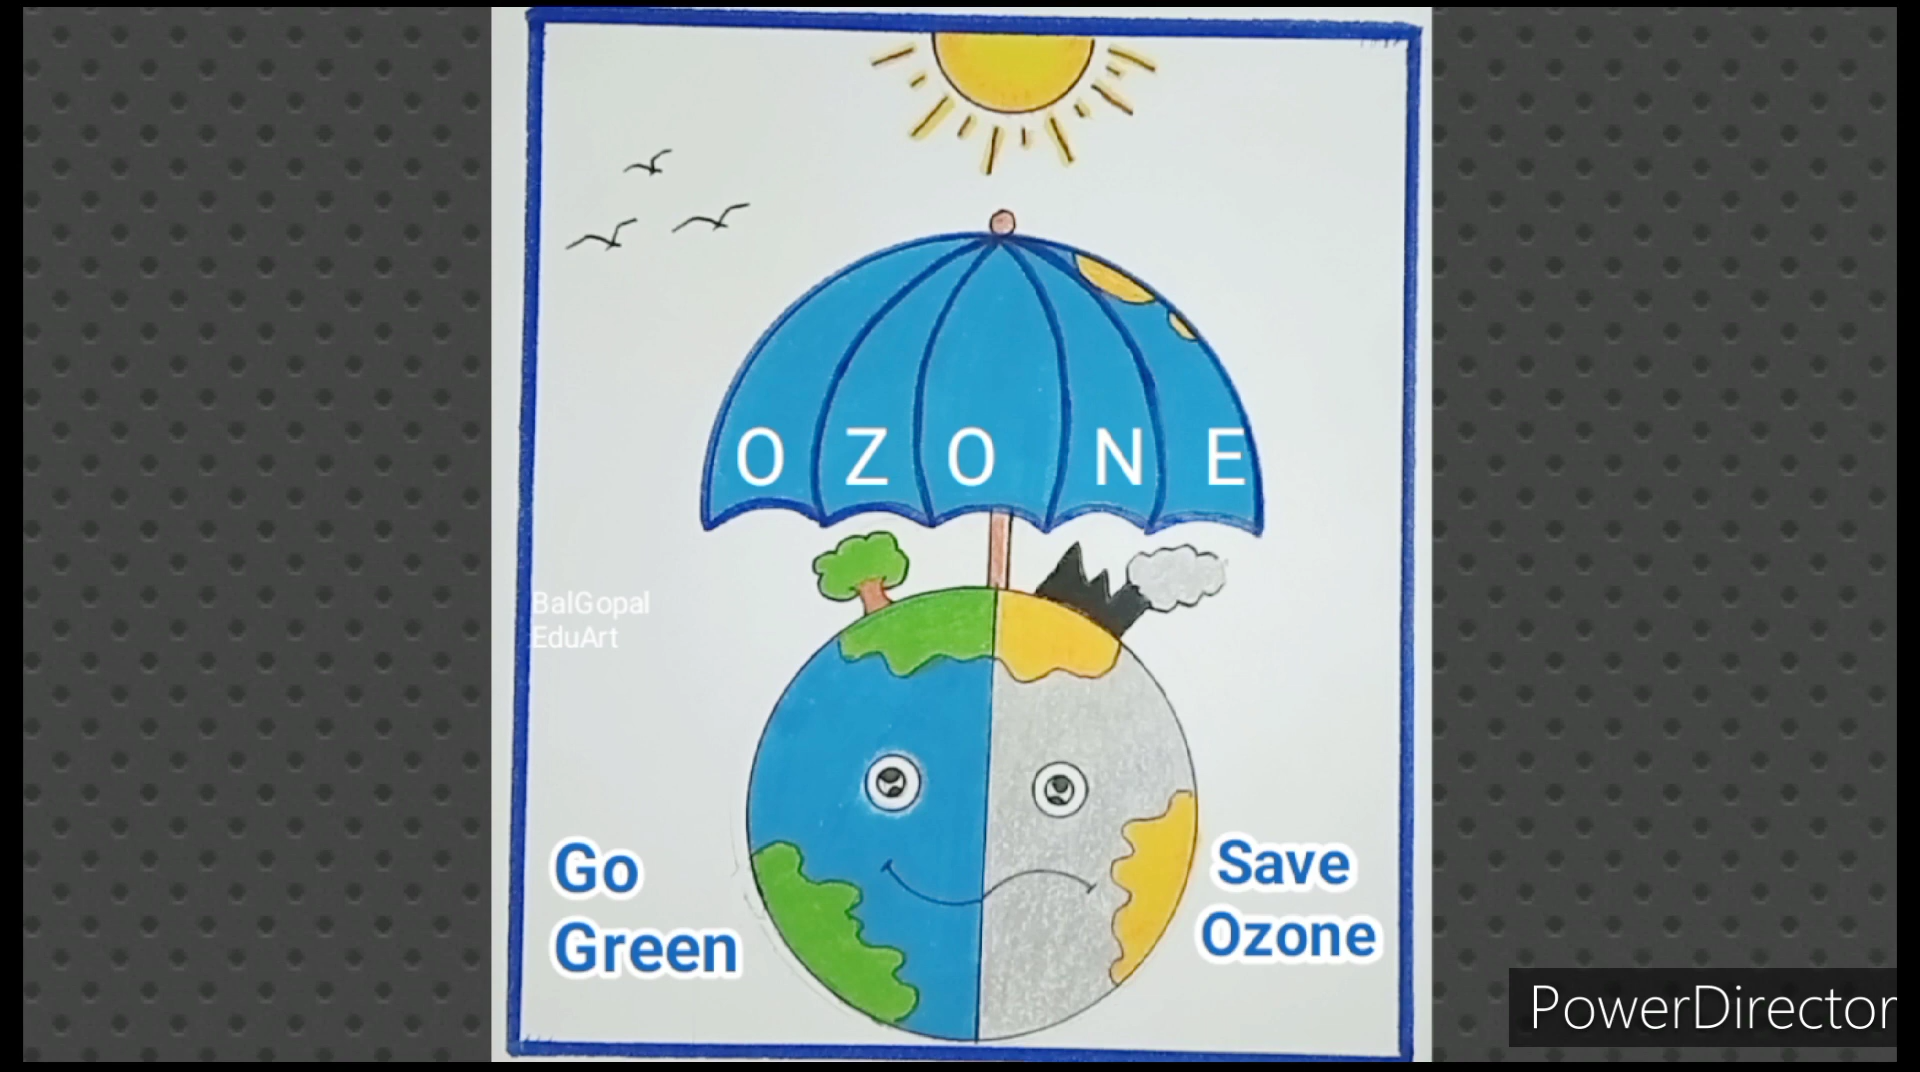 O Z O N E
BalGopal
EduArt
Go
Green
Save
Ozone
PowerDirector